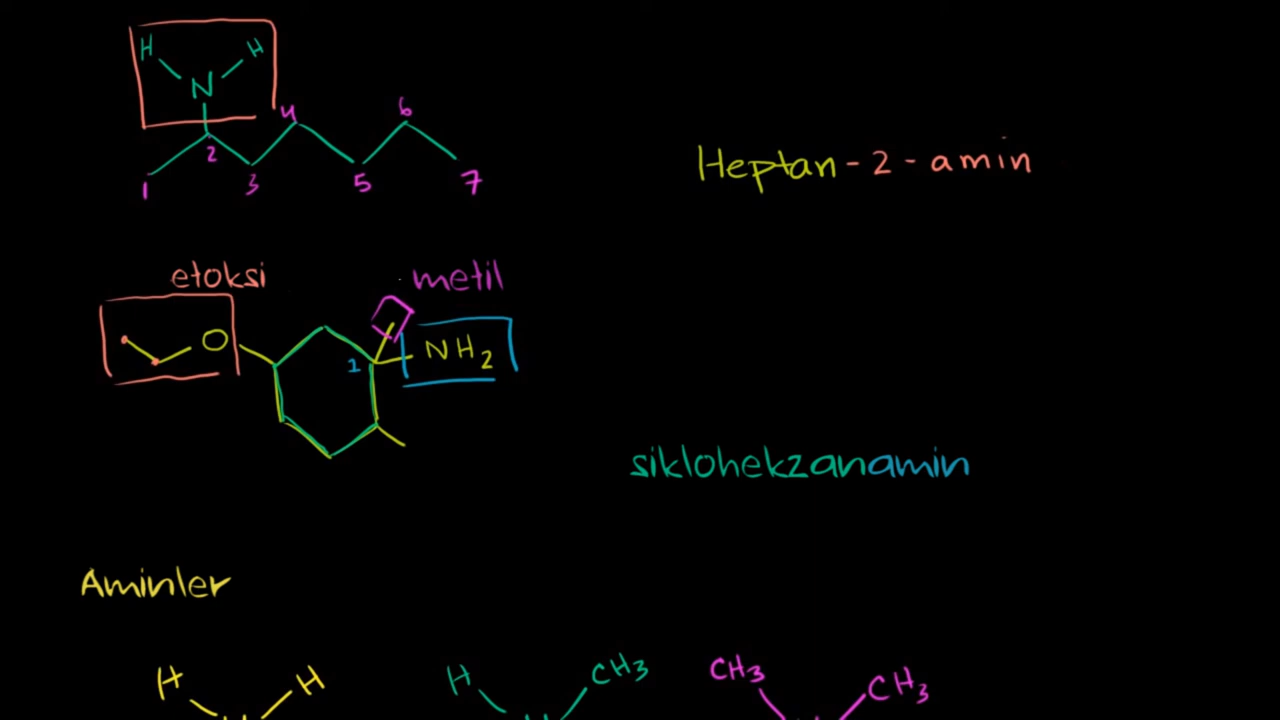 H H
N
1 2 3 4 5 6 7
Heptan-2-amin
etoksi metil
O 1 NH2
siklohekzanamin
Aminler
H H H CH3 CH3 CH3